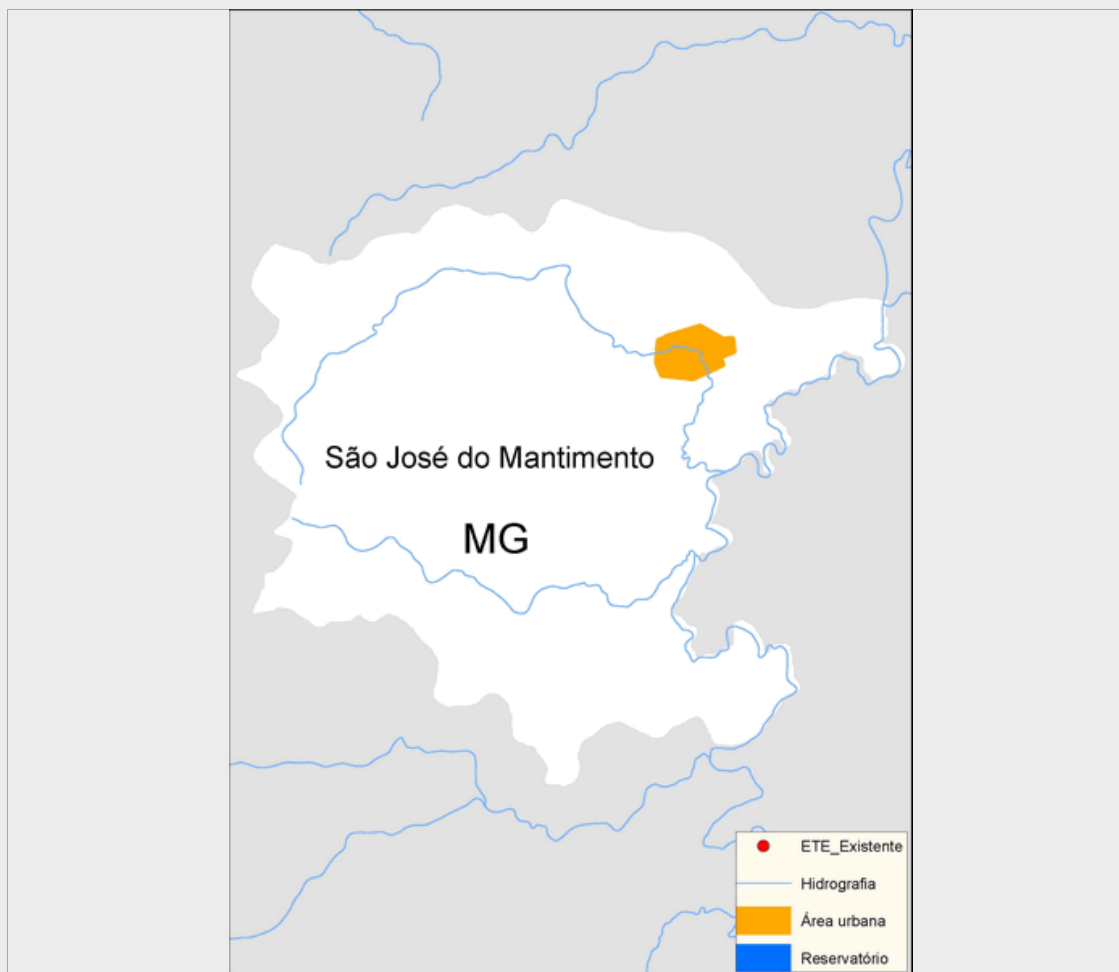 São José do Mantimento
MG
ETE_Existente
Hidrografia
Área urbana
Reservatório